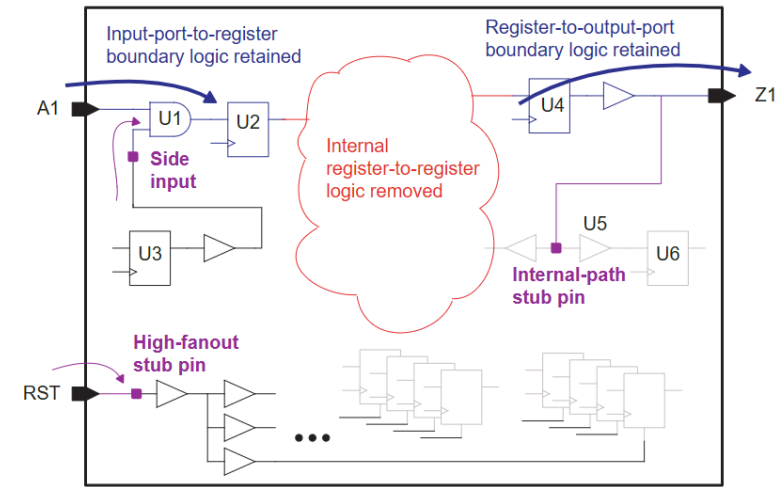 Input-port-to-register
boundary logic retained
Register-to-output-port
boundary logic retained
A1
U1
U2
U4
Z1
Internal
register-to-register
logic removed
Side
input
U3
U5
U6
Internal-path
stub pin
High-fanout
stub pin
RST